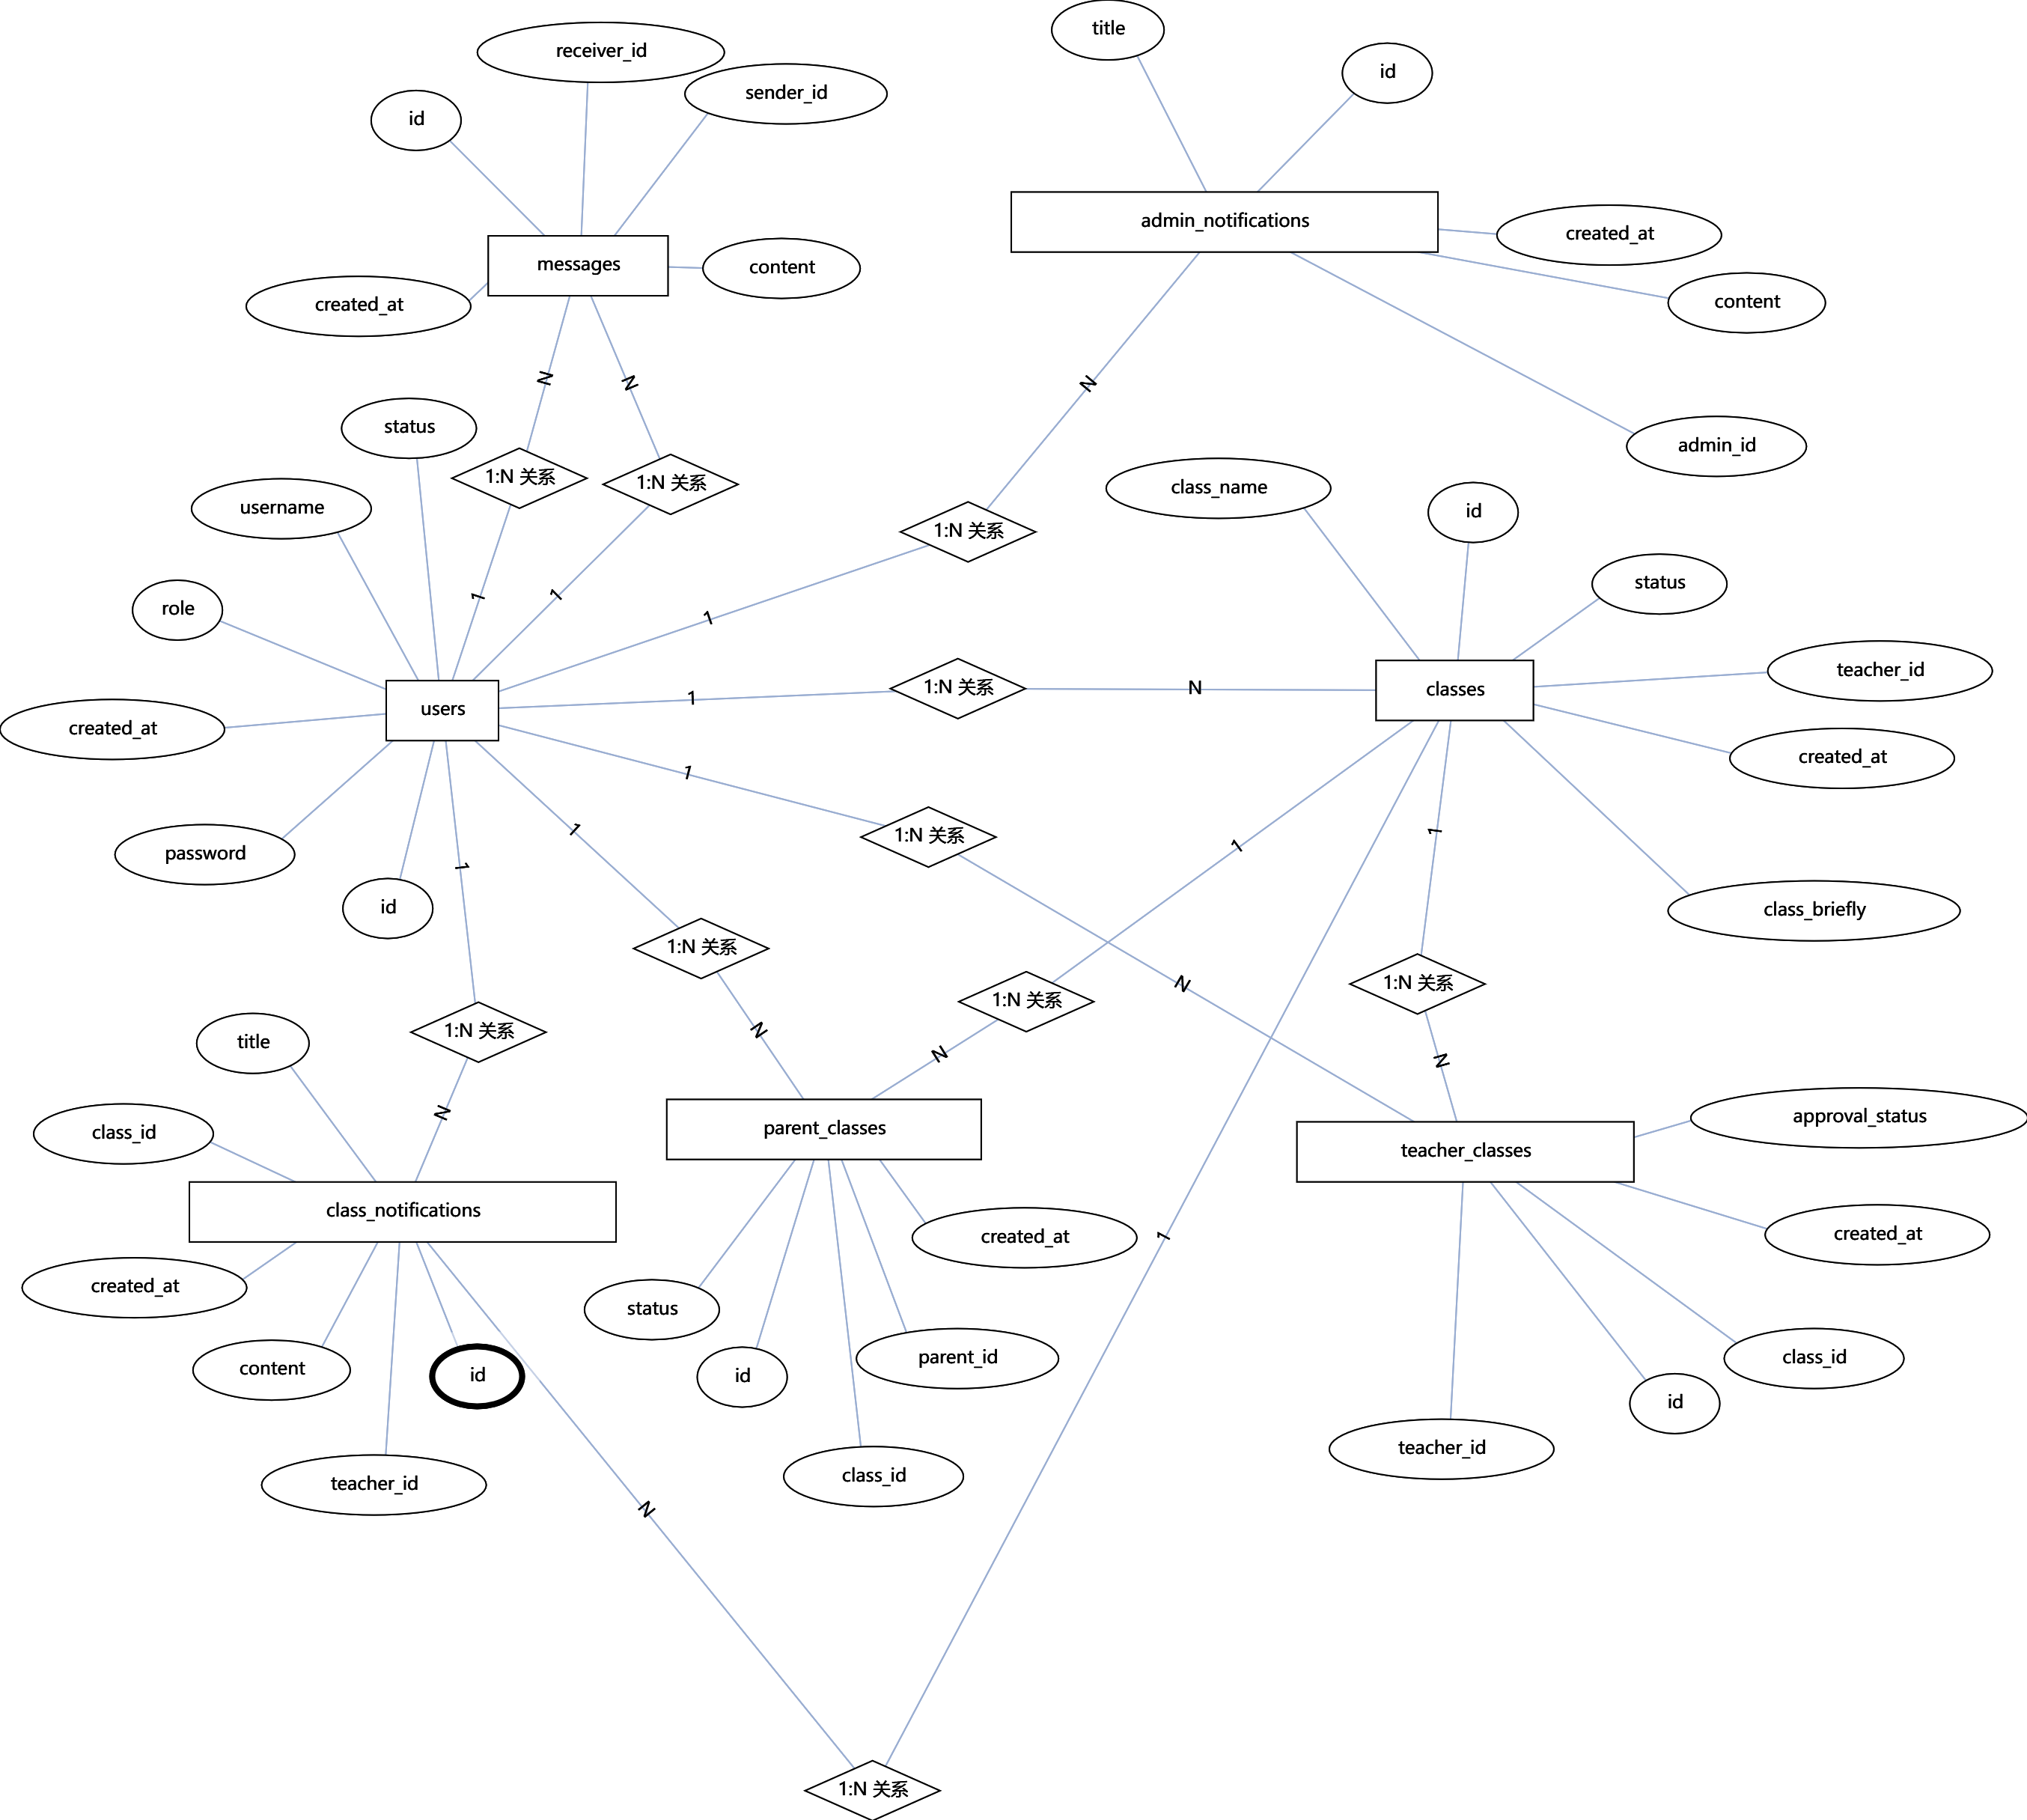 title
receiver_id
id
sender_id
id
admin_notifications
created_at
messages
content
created_at
content
N
N
N
status
admin_id
1:N 关系
1:N 关系
class_name
username
id
1:N 关系
status
1
1
role
1
teacher_id
1:N 关系
N
classes
1
users
created_at
created_at
1
1
1:N 关系
1
1
password
1
id
class_briefly
1:N 关系
N
1:N 关系
1:N 关系
1:N 关系
N
title
N
N
approval_status
N
class_id
parent_classes
teacher_classes
class_notifications
created_at
1
created_at
created_at
status
content
id
id
parent_id
class_id
id
teacher_id
class_id
teacher_id
N
1:N 关系